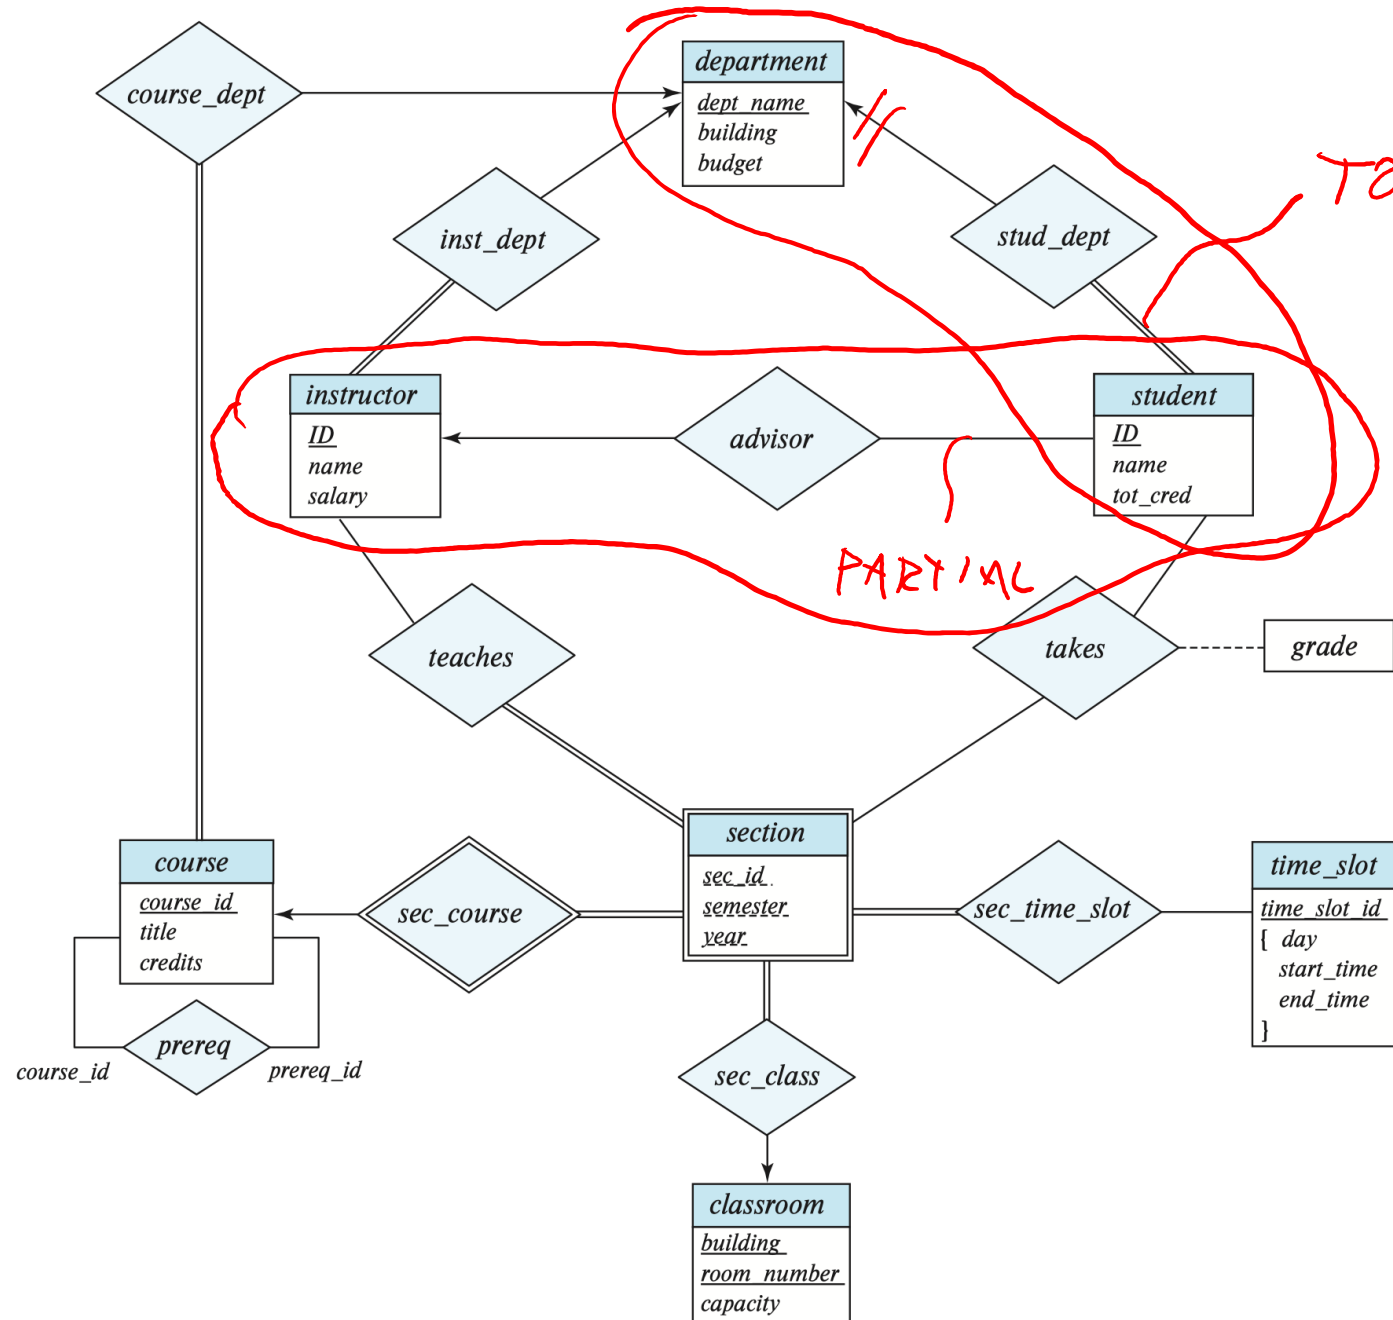 department
course_dept
dept_name
building
budget
inst_dept
stud_dept
instructor
ID
name
salary
advisor
student
ID
name
tot_cred
PARTIAL
teaches
takes
grade
course
course_id
title
credits
sec_course
section
sec_id
semester
year
sec_time_slot
time_slot
time_slot_id
{ day
start_time
end_time
}
prereq
course_id
prereq_id
sec_class
classroom
building
room_number
capacity